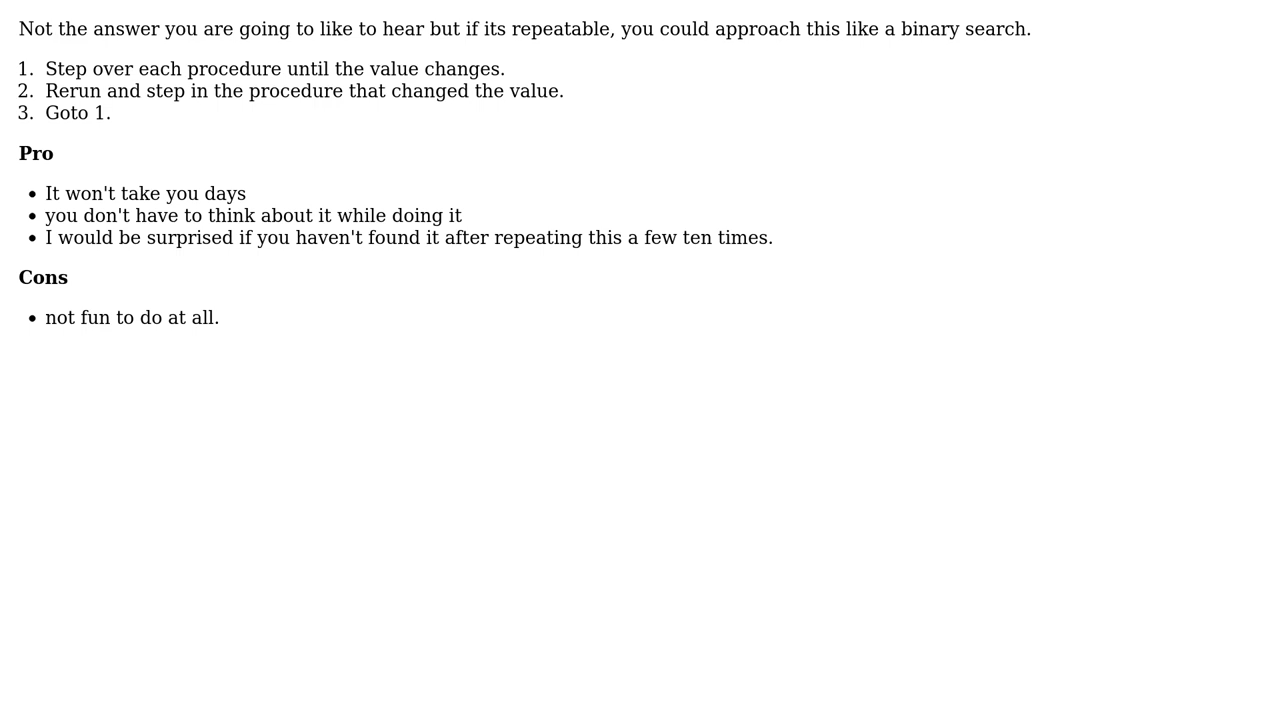 Not the answer you are going to like to hear but if its repeatable, you could approach this like a binary search.
1. Step over each procedure until the value changes.
2. Rerun and step in the procedure that changed the value.
3. Goto 1.
Pro
• It won't take you days
• you don't have to think about it while doing it
• I would be surprised if you haven't found it after repeating this a few ten times.
Cons
• not fun to do at all.